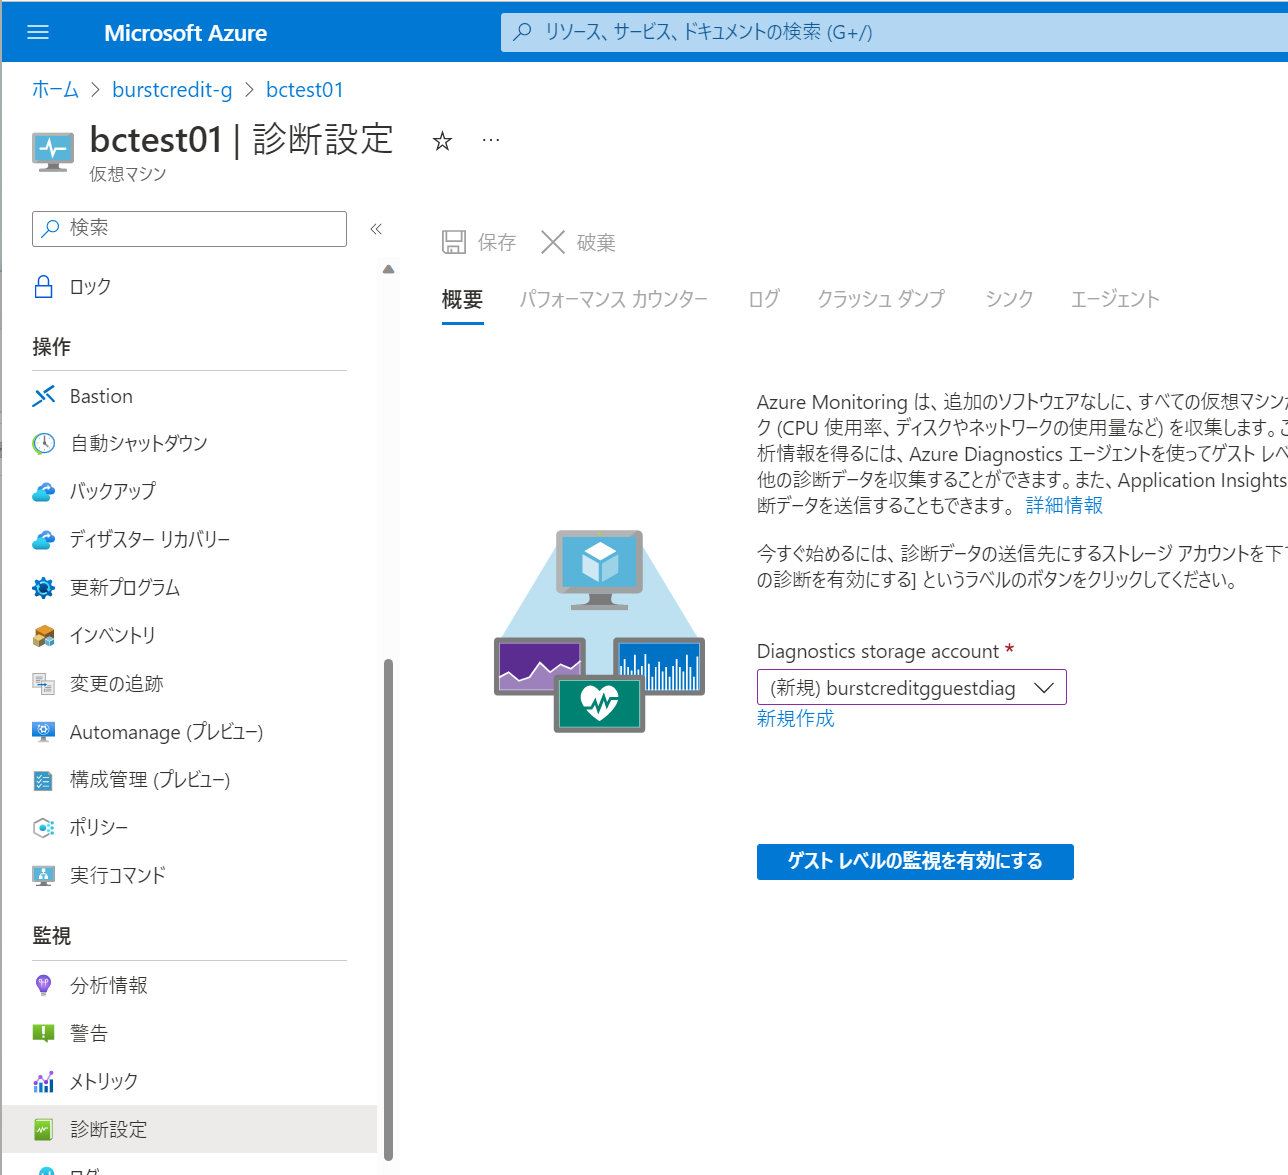 Microsoft Azure
リソース、サービス、ドキュメントの検索 (G+/)
ホーム > burstcredit-g > bctest01
bctest01 | 診断設定 ☆ …
仮想マシン
検索
«
ロック
操作
Bastion
自動シャットダウン
バックアップ
ディザスター リカバリー
更新プログラム
インベントリ
変更の追跡
Automanage (プレビュー)
構成管理 (プレビュー)
ポリシー
実行コマンド
監視
分析情報
警告
メトリック
診断設定
ログ
保存 破棄
概要 パフォーマンス カウンター ログ クラッシュ ダンプ シンク エージェント
Azure Monitoring は、追加のソフトウェアなしに、すべての仮想マシンか
ク (CPU 使用率、ディスクやネットワークの使用量など) を収集します。こ
析情報を得るには、Azure Diagnostics エージェントを使ってゲスト レベ
他の診断データを収集することができます。また、Application Insights
断データを送信することもできます。 詳細情報
今すぐ始めるには、診断データの送信先にするストレージ アカウントを下で
の診断を有効にする] というラベルのボタンをクリックしてください。
Diagnostics storage account *
(新規) burstcreditgguestdiag
新規作成
ゲスト レベルの監視を有効にする